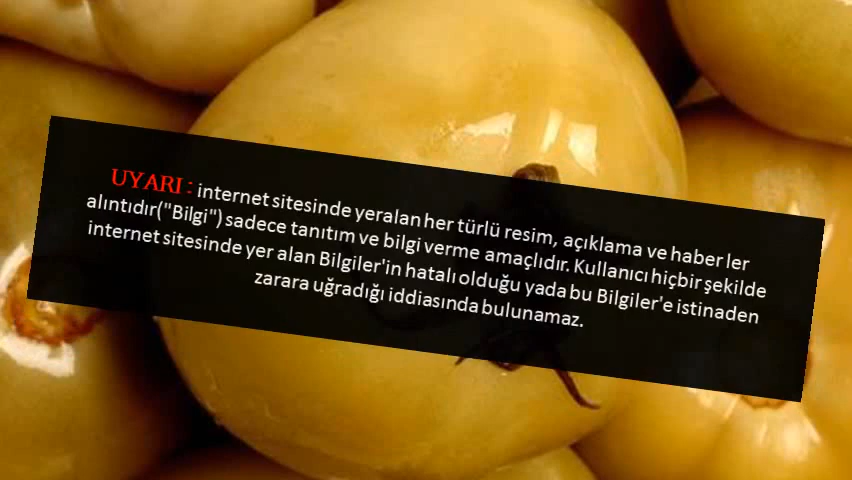 UYARI : internet sitesinde yeralan her türlü resim, açıklama ve haber ler
alıntıdır("Bilgi") sadece tanıtım ve bilgi verme amaçlıdır. Kullanıcı hiçbir şekilde
internet sitesinde yer alan Bilgiler'in hatalı olduğu yada bu Bilgiler'e istinaden
zarara uğradığı iddiasında bulunamaz.